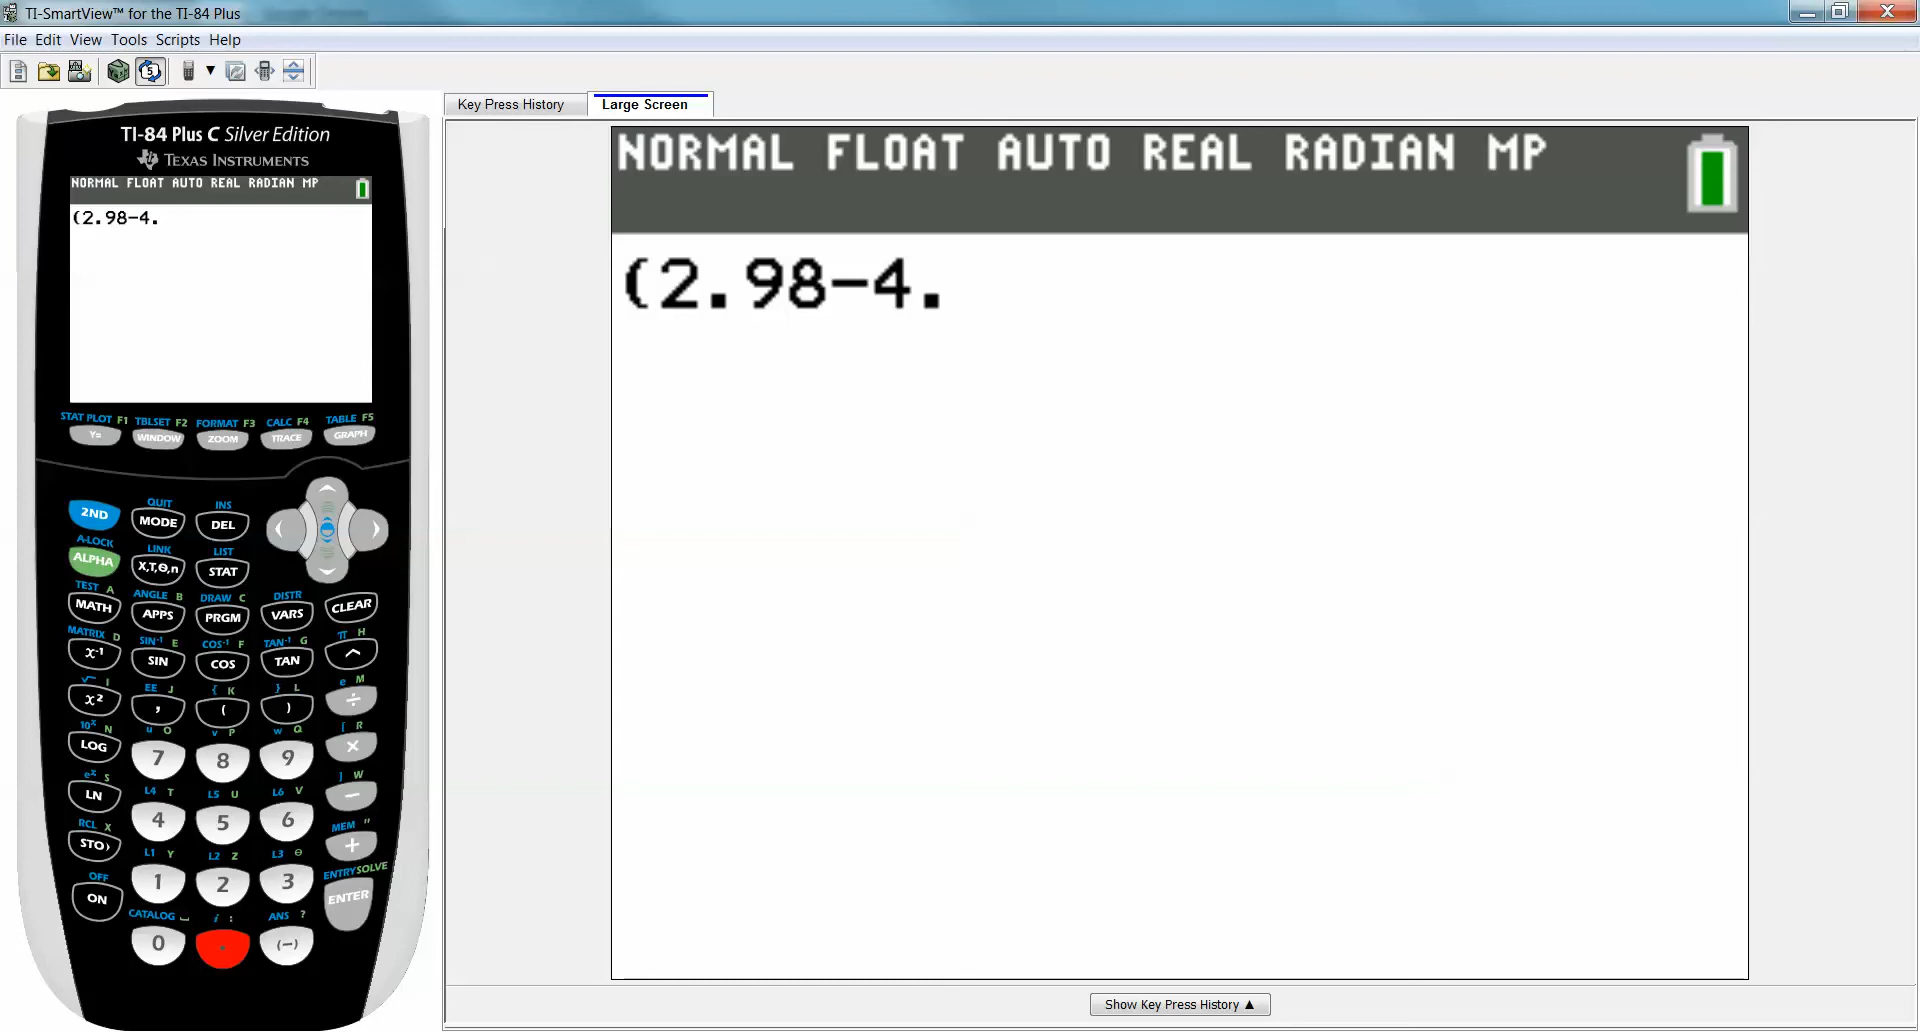 TI-SmartView™ for the TI-84 Plus
File Edit View Tools Scripts Help
Key Press History
Large Screen
TI-84 Plus C Silver Edition
TEXAS INSTRUMENTS
NORMAL FLOAT AUTO REAL RADIAN MP
(2.98-4.
NORMAL FLOAT AUTO REAL RADIAN MP
(2.98-4.
STAT PLOT F1 TBLSET F2 FORMAT F3 CALC F4 TABLE F5
Y= WINDOW ZOOM TRACE GRAPH
QUIT INS
2ND MODE DEL
A-LOCK LINK LIST
ALPHA X,T,Θ,n STAT
TEST A ANGLE B DRAW C DISTR
MATH APPS PRGM VARS CLEAR
MATRIX D SIN⁻¹ E COS⁻¹ F TAN⁻¹ G π H
x⁻¹ SIN COS TAN ^
√ I EE J { K } L e M
x² , ( ) ÷
10ˣ N u O v P w Q [ R
LOG 7 8 9 ×
eˣ S L4 T L5 U L6 V ] W
LN 4 5 6 −
RCL X L1 Y L2 Z L3 Θ MEM "
STO› 1 2 3 +
OFF CATALOG ⎵ i : ANS ? ENTRY SOLVE
ON 0 . (−) ENTER
Show Key Press History ▲